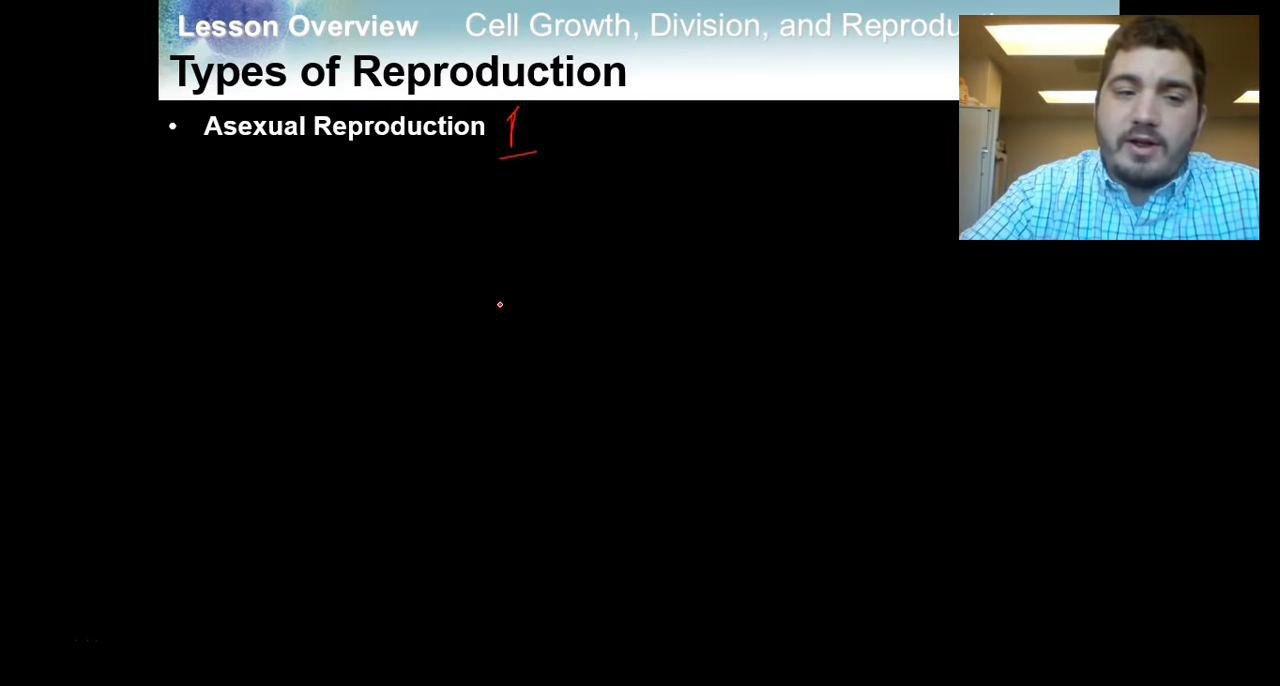 Lesson Overview Cell Growth, Division, and Reprodu
Types of Reproduction
• Asexual Reproduction 1